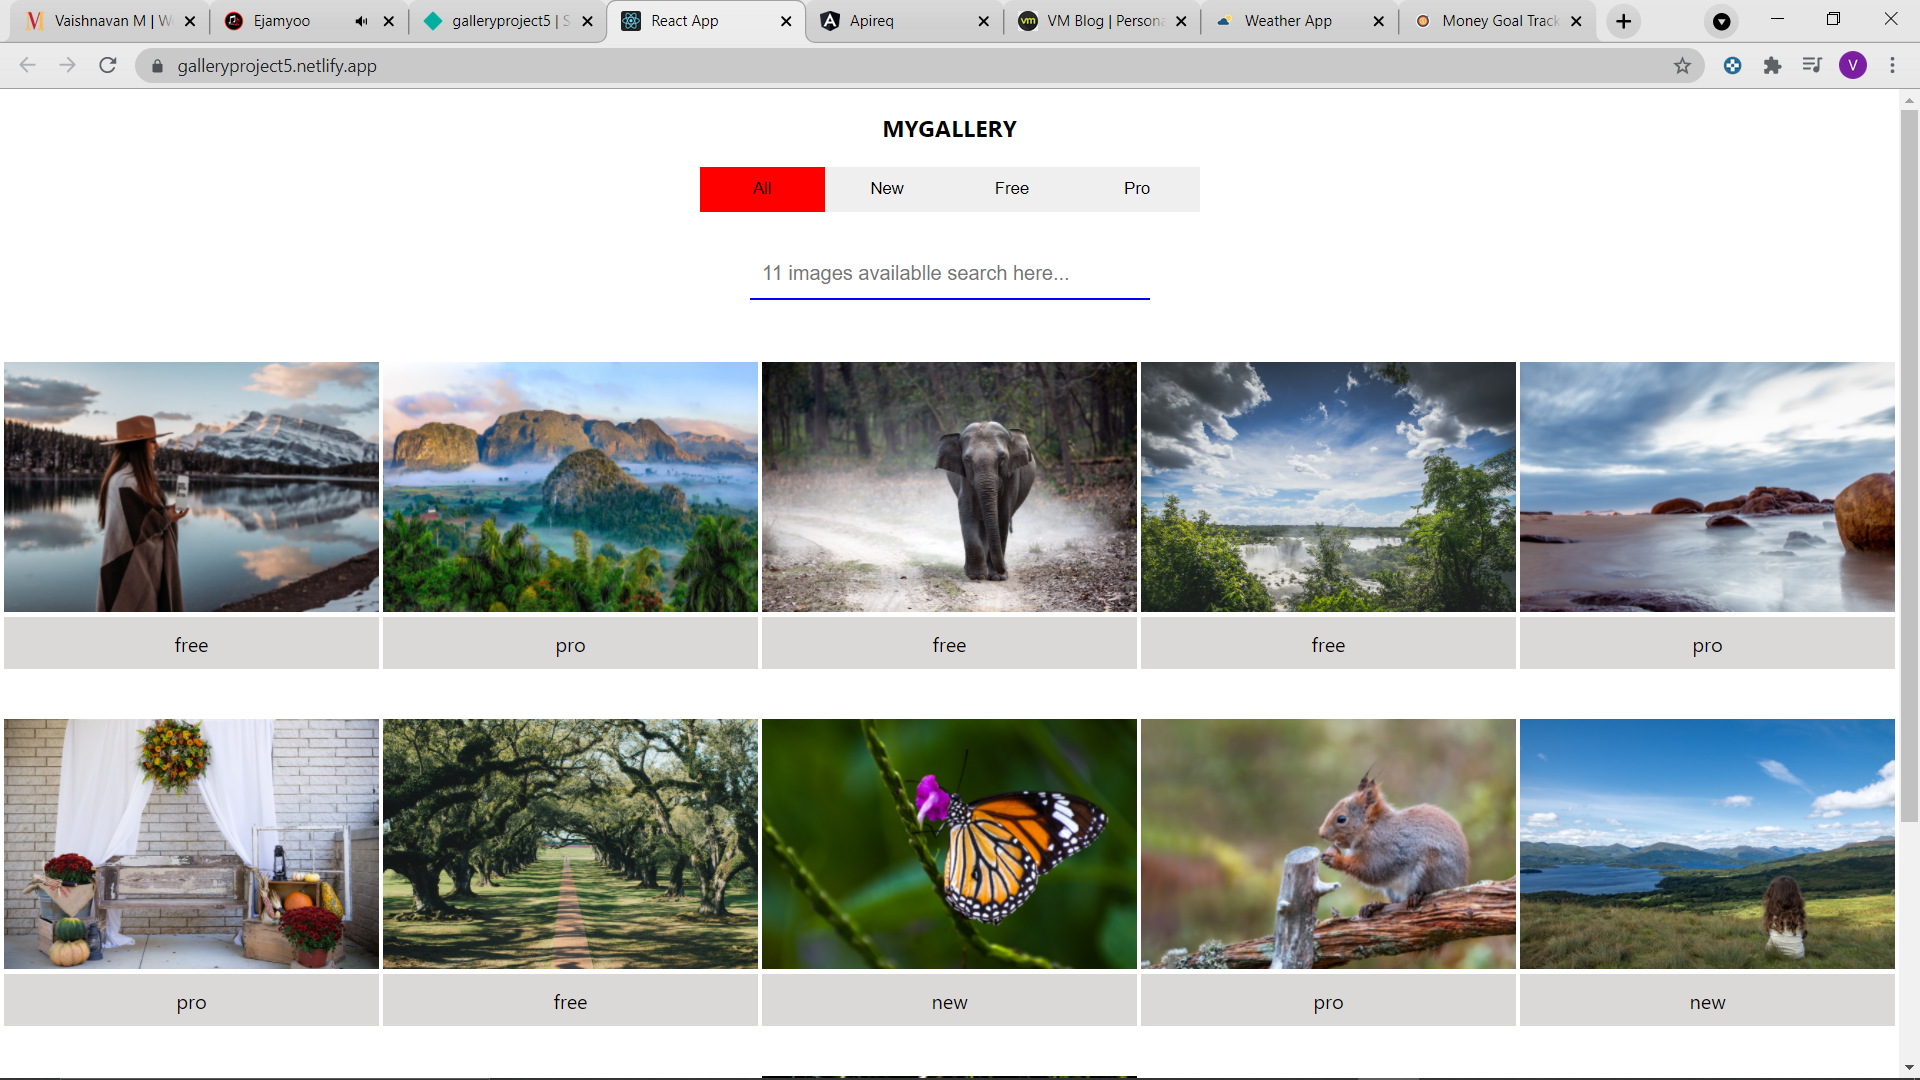 Vaishnavan M | W
Ejamyoo
galleryproject5 | S
React App
Apireq
VM Blog | Persona
Weather App
Money Goal Track
galleryproject5.netlify.app
V
MYGALLERY
All New Free Pro
11 images availablle search here...
free pro free free pro
pro free new pro new